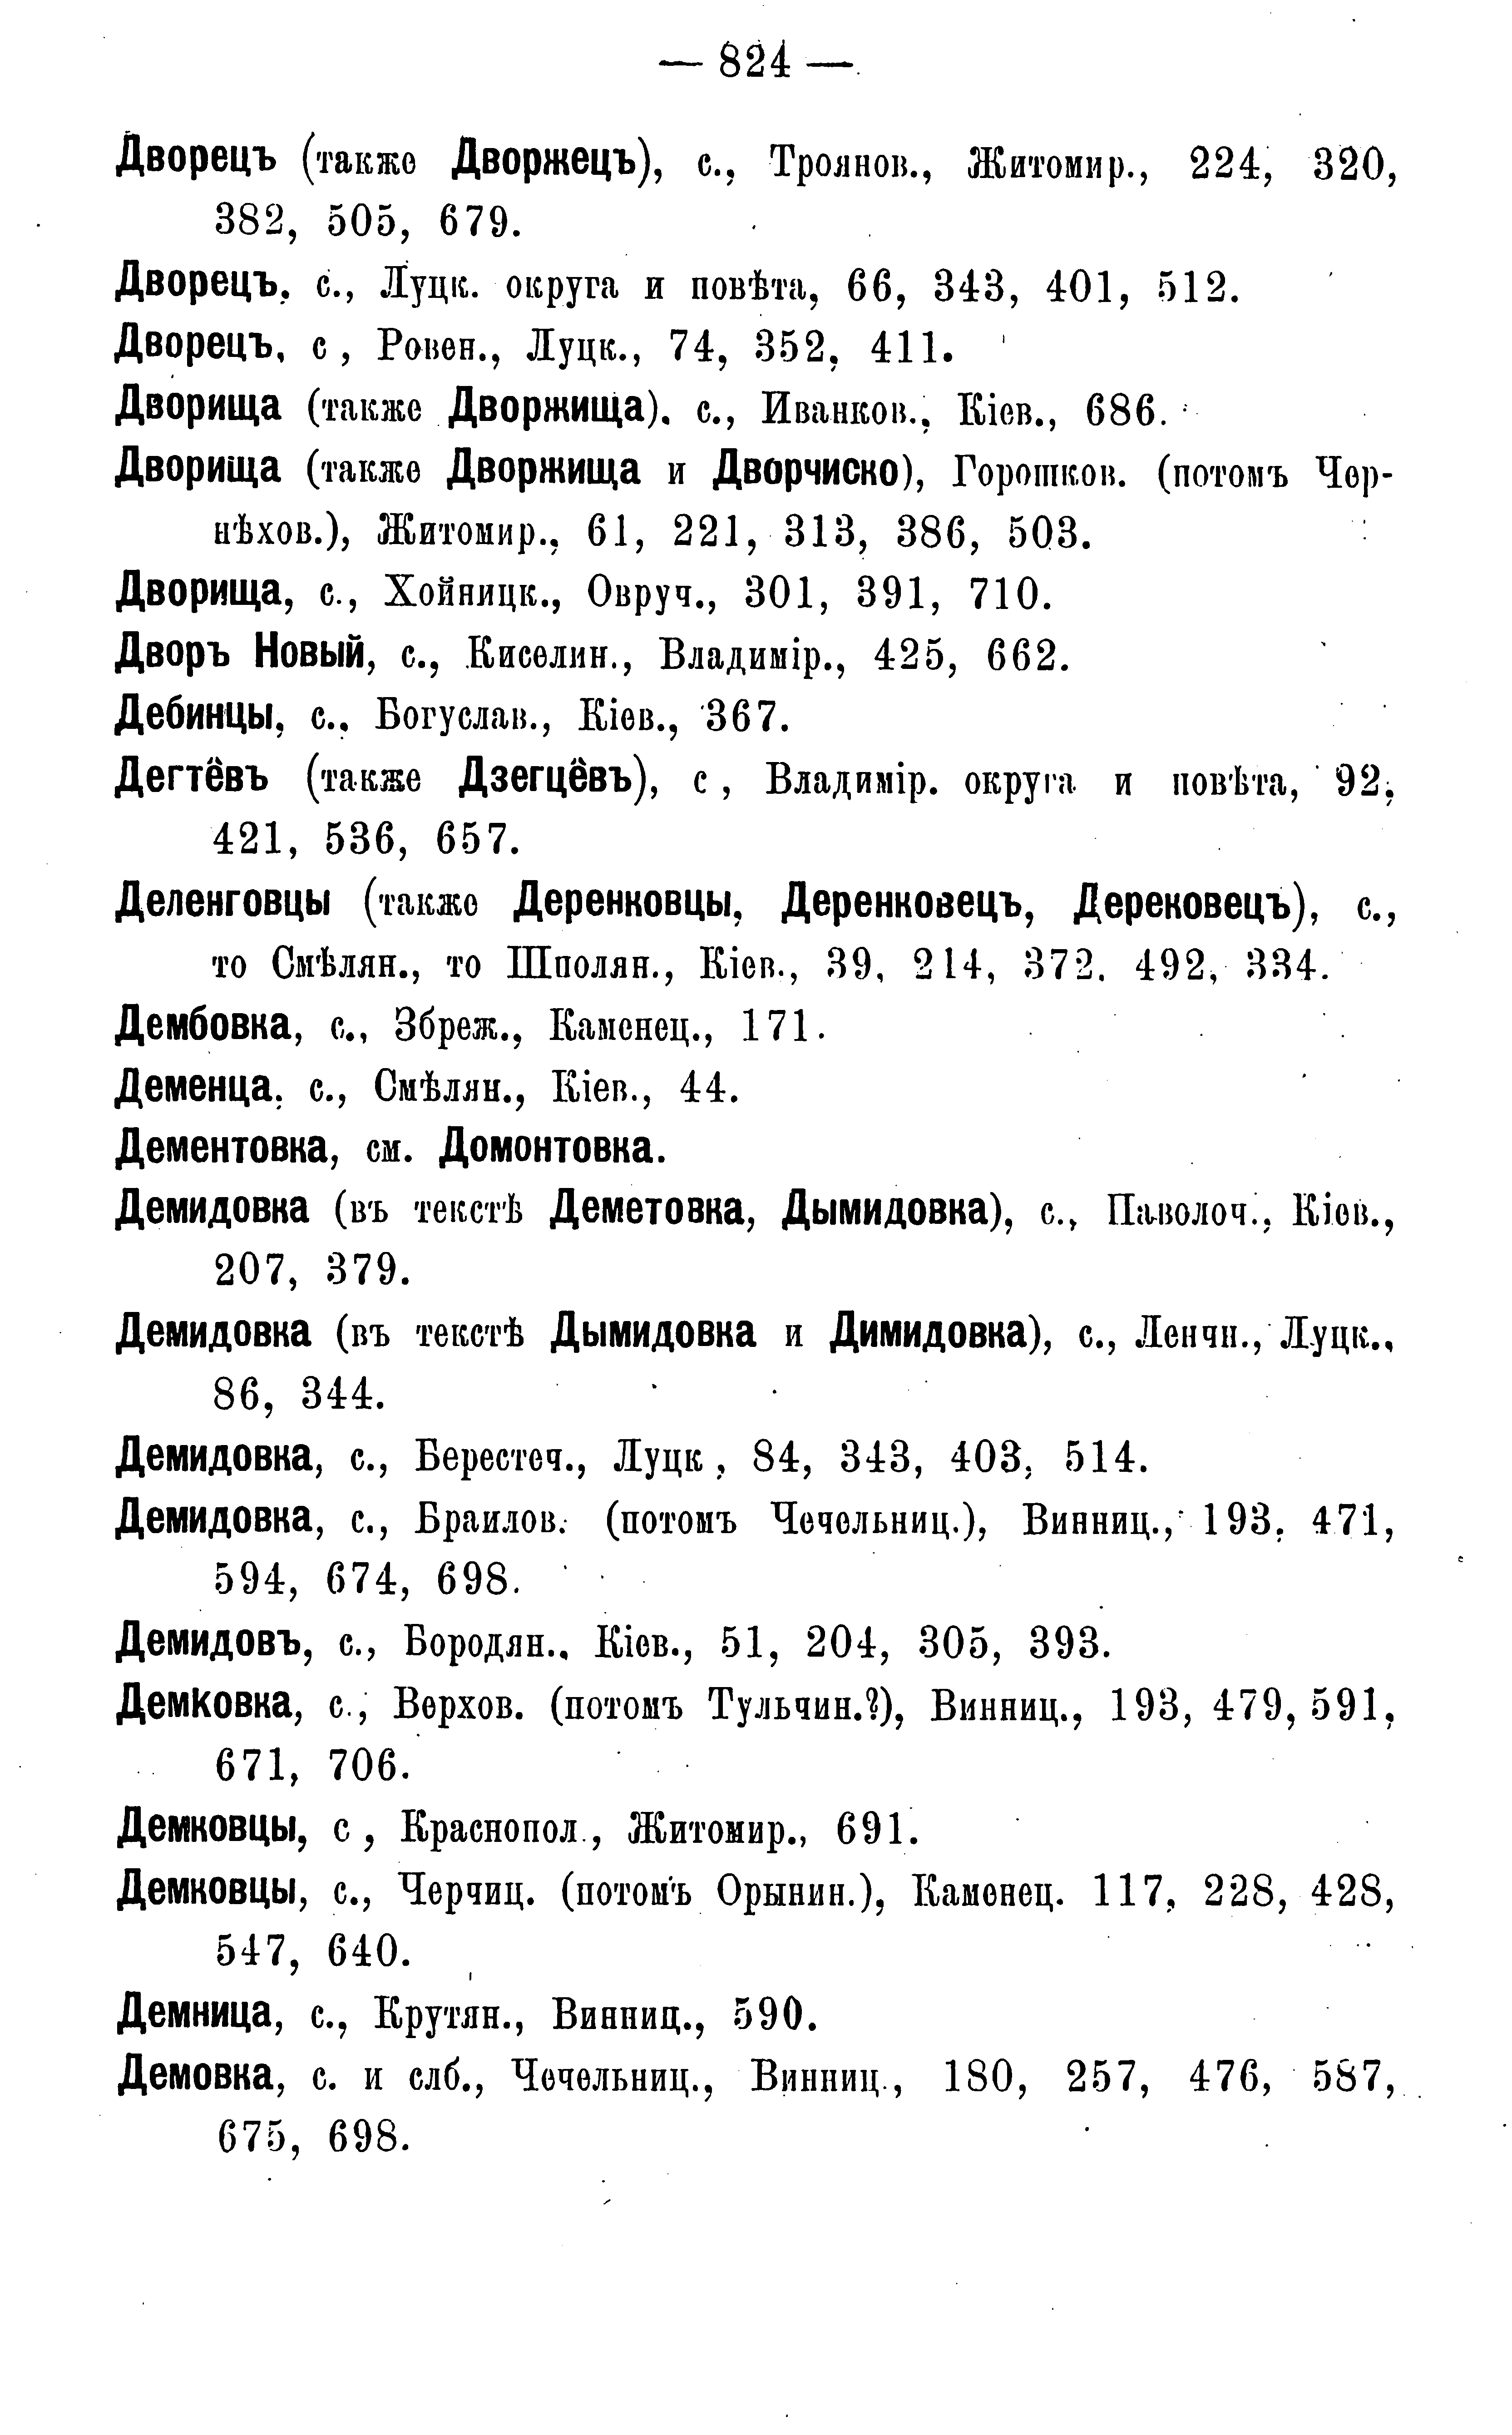 — 824 —
Дворецъ (также Дворжецъ), с., Троянов., Житомир., 224, 320,
382, 505, 679.
Дворецъ, с., Луцк. округа и повѣта, 66, 343, 401, 512.
Дворецъ, с , Ровен., Луцк., 74, 352, 411.
Дворища (также Дворжища), с., Иванков., Кіев., 686.
Дворища (также Дворжища и Дворчиско), Горошков. (потомъ Чер-
нѣхов.), Житомир., 61, 221, 313, 386, 503.
Дворища, с., Хойницк., Овруч., 301, 391, 710.
Дворъ Новый, с., Киселин., Владимір., 425, 662.
Дебинцы, с., Богуслав., Кіев., 367.
Дегтёвъ (также Дзегцёвъ), с , Владимір. округа и повѣта, 92,
421, 536, 657.
Деленговцы (также Деренковцы, Деренковецъ, Дерековецъ), с.,
то Смѣлян., то Шполян., Кіев., 39, 214, 372, 492, 334.
Дембовка, с., Збреж., Каменец., 171.
Деменца, с., Смѣлян., Кіев., 44.
Дементовка, см. Домонтовка.
Демидовка (въ текстѣ Деметовка, Дымидовка), с., Паволоч., Кіев.,
207, 379.
Демидовка (въ текстѣ Дымидовка и Димидовка), с., Ленчн., Луцк.,
86, 344.
Демидовка, с., Берестеч., Луцк , 84, 343, 403, 514.
Демидовка, с., Браилов. (потомъ Чечельниц.), Винниц., 193, 471,
594, 674, 698.
Демидовъ, с., Бородян., Кіев., 51, 204, 305, 393.
Демковка, с., Верхов. (потомъ Тульчин.?), Винниц., 193, 479, 591,
671, 706.
Демковцы, с , Краснопол., Житомир., 691.
Демковцы, с., Черчиц. (потомъ Орынин.), Каменец. 117, 228, 428,
547, 640.
Демница, с., Крутян., Винниц., 590.
Демовка, с. и слб., Чечельниц., Винниц., 180, 257, 476, 587,
675, 698.